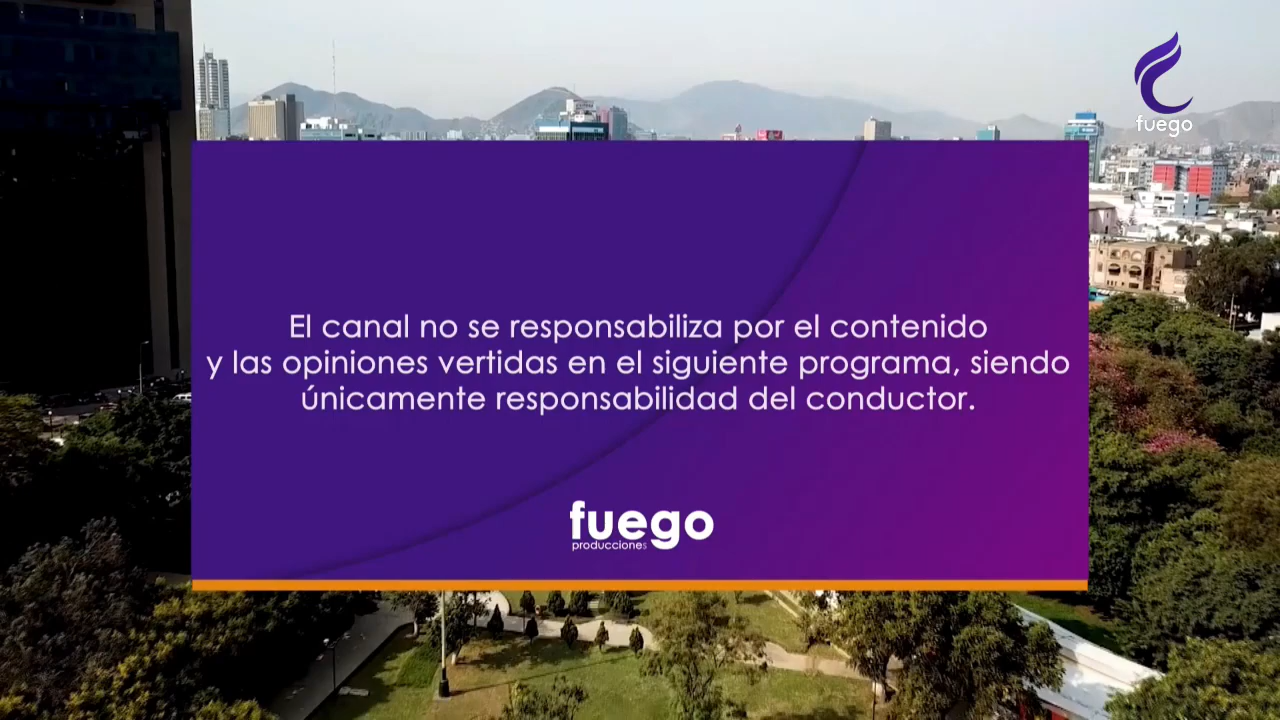 fuego
El canal no se responsabiliza por el contenido
y las opiniones vertidas en el siguiente programa, siendo
únicamente responsabilidad del conductor.
fuego
producciones